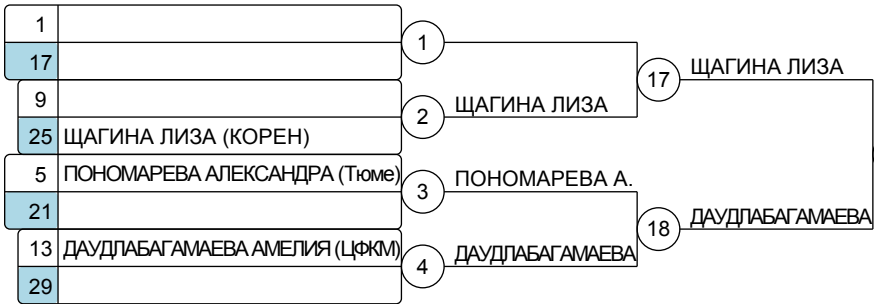 1
17
1
9
25 ЩАГИНА ЛИЗА (КОРЕН)
2
ЩАГИНА ЛИЗА
17
ЩАГИНА ЛИЗА
5 ПОНОМАРЕВА АЛЕКСАНДРА (Тюме)
21
3
ПОНОМАРЕВА А.
13 ДАУДЛАБАГАМАЕВА АМЕЛИЯ (ЦФКМ)
29
4
ДАУДЛАБАГАМАЕВА
18
ДАУДЛАБАГАМАЕВА